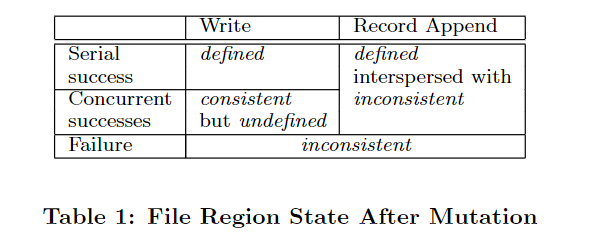 Write Record Append
Serial defined defined
success interspersed with
Concurrent consistent inconsistent
successes but undefined
Failure inconsistent
Table 1: File Region State After Mutation